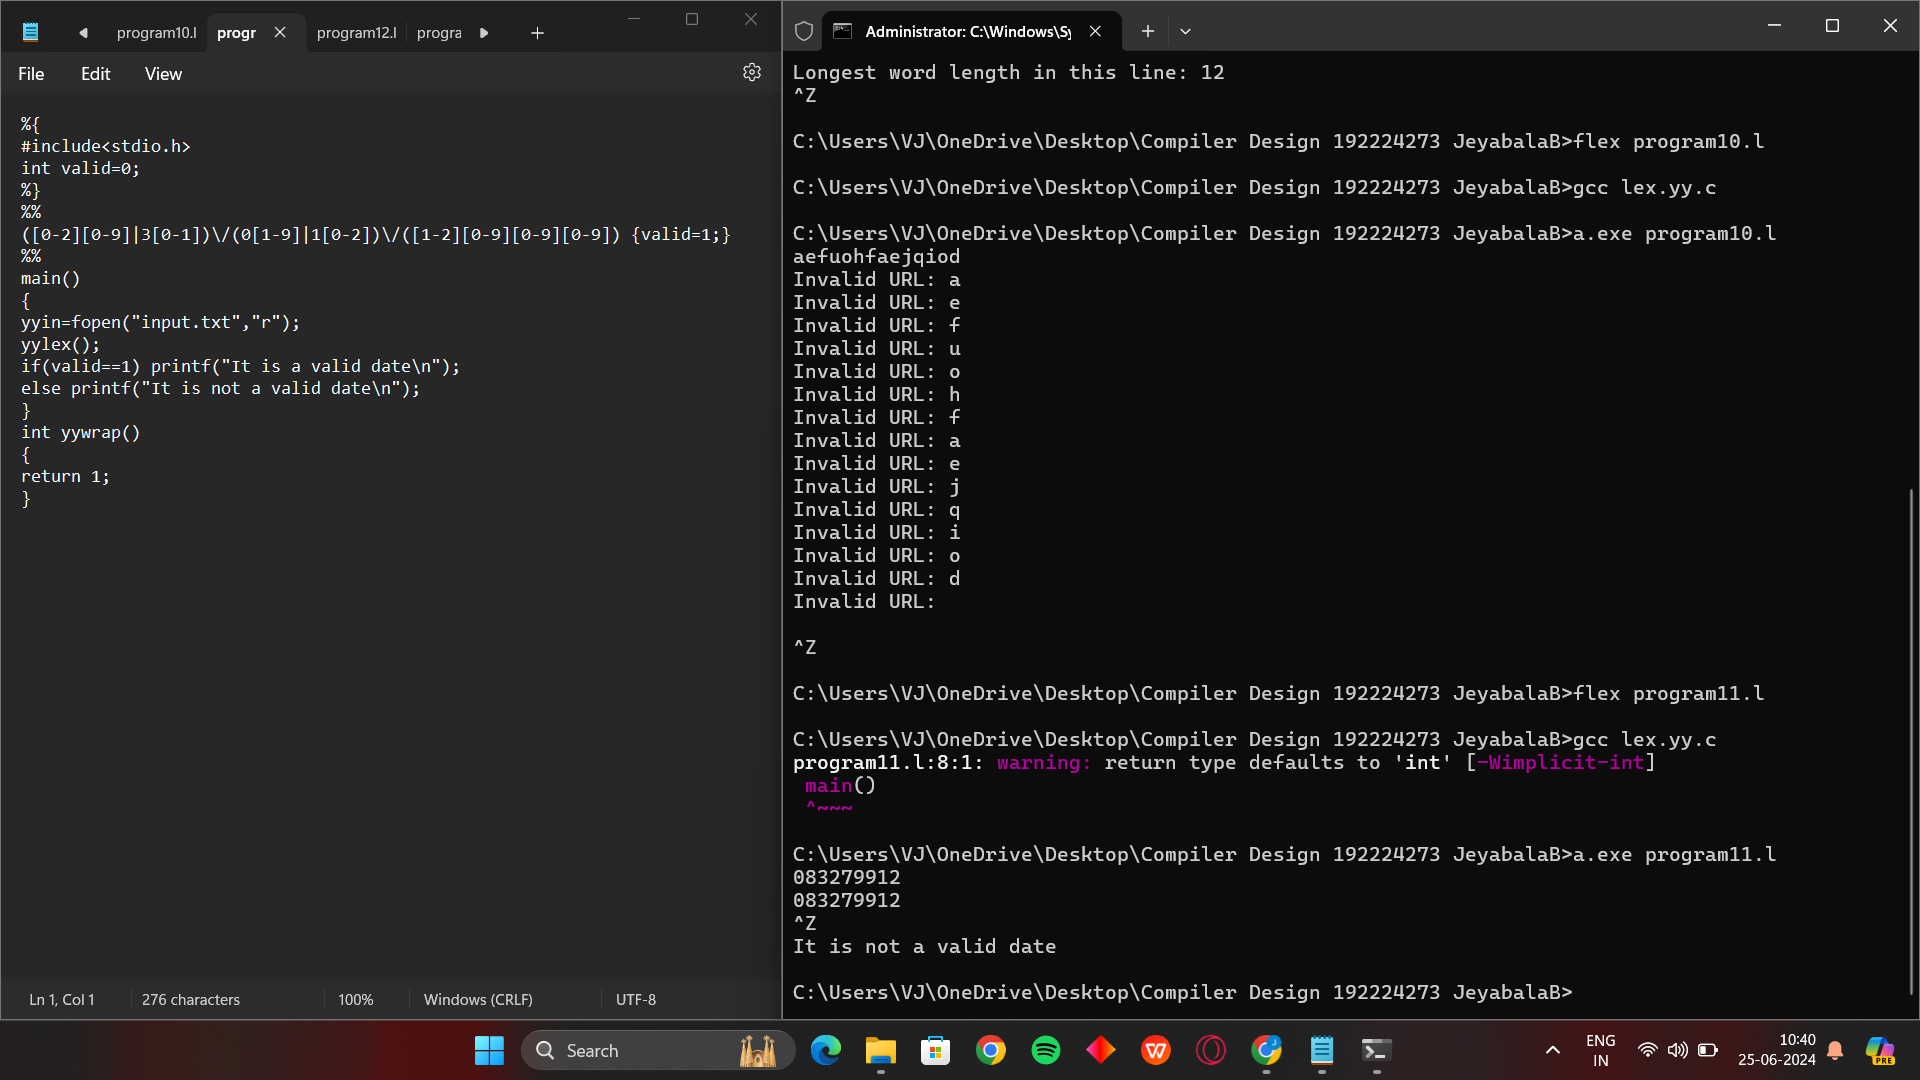 program10.l
progr
program12.l
progra
File
Edit
View
%{
#include<stdio.h>
int valid=0;
%}
%%
([0-2][0-9]|3[0-1])\/(0[1-9]|1[0-2])\/([1-2][0-9][0-9][0-9]) {valid=1;}
%%
main()
{
yyin=fopen("input.txt","r");
yylex();
if(valid==1) printf("It is a valid date\n");
else printf("It is not a valid date\n");
}
int yywrap()
{
return 1;
}
Ln 1, Col 1
276 characters
100%
Windows (CRLF)
UTF-8
Administrator: C:\Windows\Sy
Longest word length in this line: 12
^Z
C:\Users\VJ\OneDrive\Desktop\Compiler Design 192224273 JeyabalaB>flex program10.l
C:\Users\VJ\OneDrive\Desktop\Compiler Design 192224273 JeyabalaB>gcc lex.yy.c
C:\Users\VJ\OneDrive\Desktop\Compiler Design 192224273 JeyabalaB>a.exe program10.l
aefuohfaejqiod
Invalid URL: a
Invalid URL: e
Invalid URL: f
Invalid URL: u
Invalid URL: o
Invalid URL: h
Invalid URL: f
Invalid URL: a
Invalid URL: e
Invalid URL: j
Invalid URL: q
Invalid URL: i
Invalid URL: o
Invalid URL: d
Invalid URL:
^Z
C:\Users\VJ\OneDrive\Desktop\Compiler Design 192224273 JeyabalaB>flex program11.l
C:\Users\VJ\OneDrive\Desktop\Compiler Design 192224273 JeyabalaB>gcc lex.yy.c
program11.l:8:1: warning: return type defaults to 'int' [-Wimplicit-int]
main()
^~~~
C:\Users\VJ\OneDrive\Desktop\Compiler Design 192224273 JeyabalaB>a.exe program11.l
083279912
083279912
^Z
It is not a valid date
C:\Users\VJ\OneDrive\Desktop\Compiler Design 192224273 JeyabalaB>
Search
ENG
IN
10:40
25-06-2024
PRE